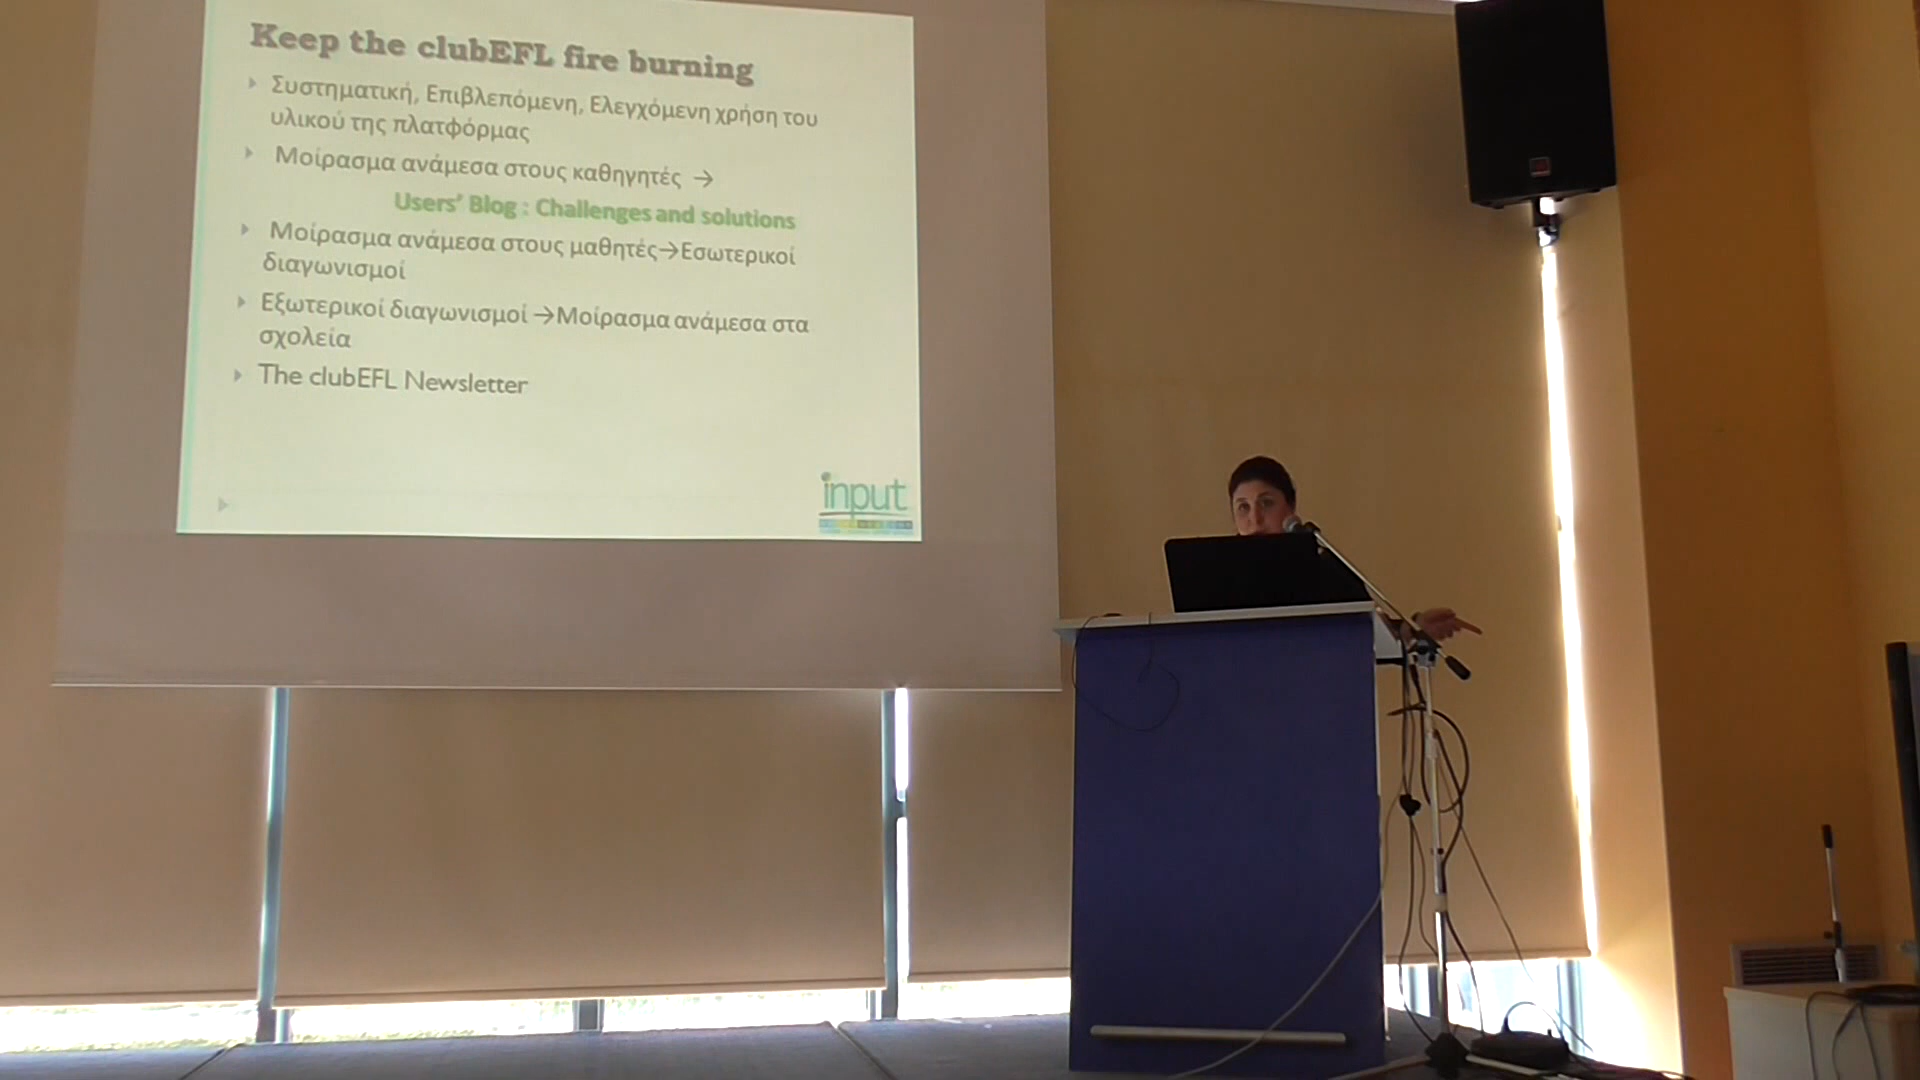 Keep the clubEFL fire burning
Συστηματική, Επιβλεπόμενη, Ελεγχόμενη χρήση του
υλικού της πλατφόρμας
Μοίρασμα ανάμεσα στους καθηγητές →
Users' Blog : Challenges and solutions
Μοίρασμα ανάμεσα στους μαθητές→Εσωτερικοί
διαγωνισμοί
Εξωτερικοί διαγωνισμοί →Μοίρασμα ανάμεσα στα
σχολεία
The clubEFL Newsletter
input